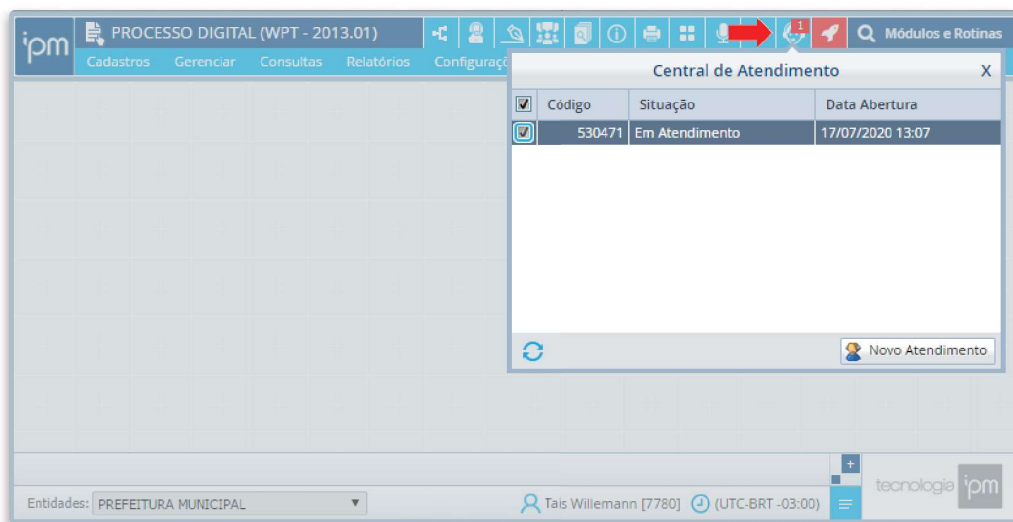 ipm
PROCESSO DIGITAL (WPT - 2013.01)
1
Módulos e Rotinas
Cadastros Gerenciar Consultas Relatórios
Central de Atendimento X
Código Situação Data Abertura
530471 Em Atendimento 17/07/2020 13:07
Novo Atendimento
+
Entidades: PREFEITURA MUNICIPAL
Tais Willemann [7780] (UTC-BRT -03:00)
tecnologia ipm